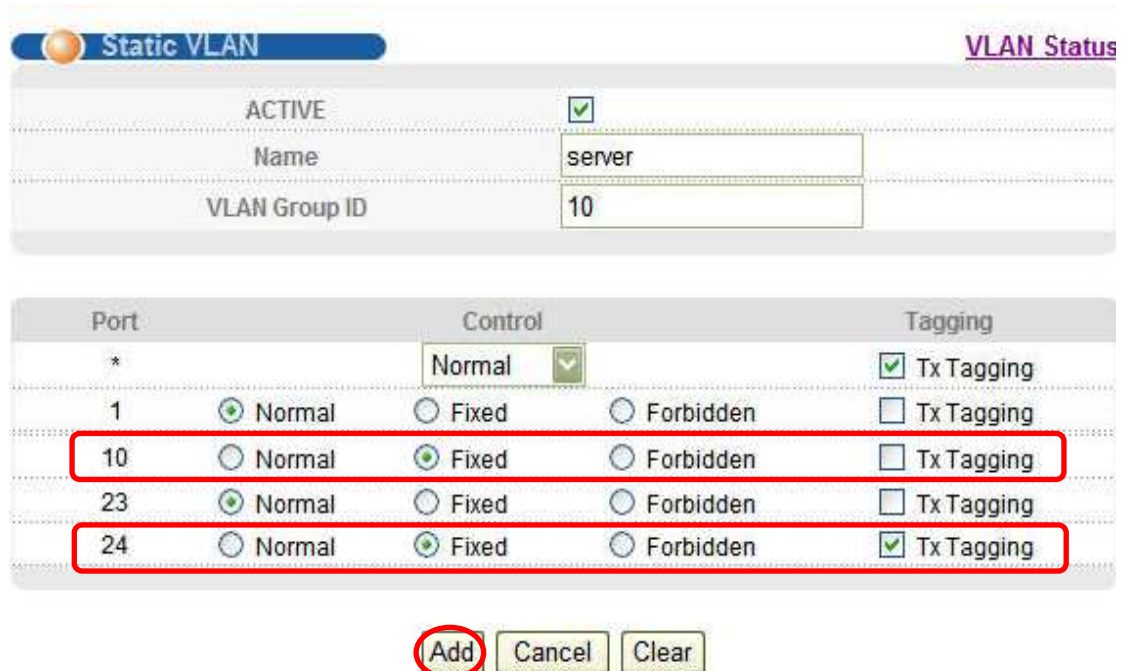 Static VLAN VLAN Status
ACTIVE
Name server
VLAN Group ID 10
Port Control Tagging
* Normal Tx Tagging
1 Normal Fixed Forbidden Tx Tagging
10 Normal Fixed Forbidden Tx Tagging
23 Normal Fixed Forbidden Tx Tagging
24 Normal Fixed Forbidden Tx Tagging
Add Cancel Clear